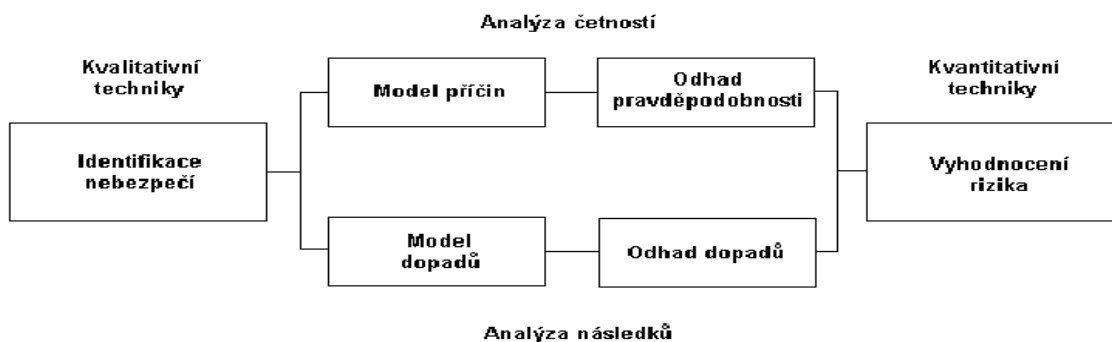 Analýza četností
Kvalitativní
techniky
Model příčin
Odhad
pravděpodobnosti
Kvantitativní
techniky
Identifikace
nebezpečí
Vyhodnocení
rizika
Model
dopadů
Odhad dopadů
Analýza následků